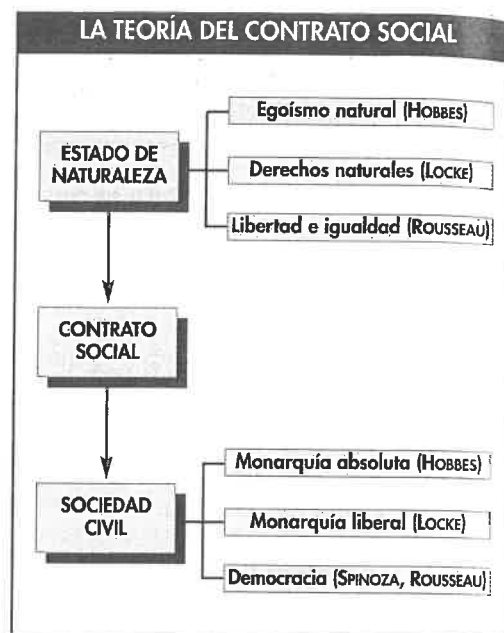 LA TEORÍA DEL CONTRATO SOCIAL
Egoísmo natural (HOBBES)
ESTADO DE
NATURALEZA
Derechos naturales (LOCKE)
Libertad e igualdad (ROUSSEAU)
CONTRATO
SOCIAL
Monarquía absoluta (HOBBES)
SOCIEDAD
CIVIL
Monarquía liberal (LOCKE)
Democracia (SPINOZA, ROUSSEAU)